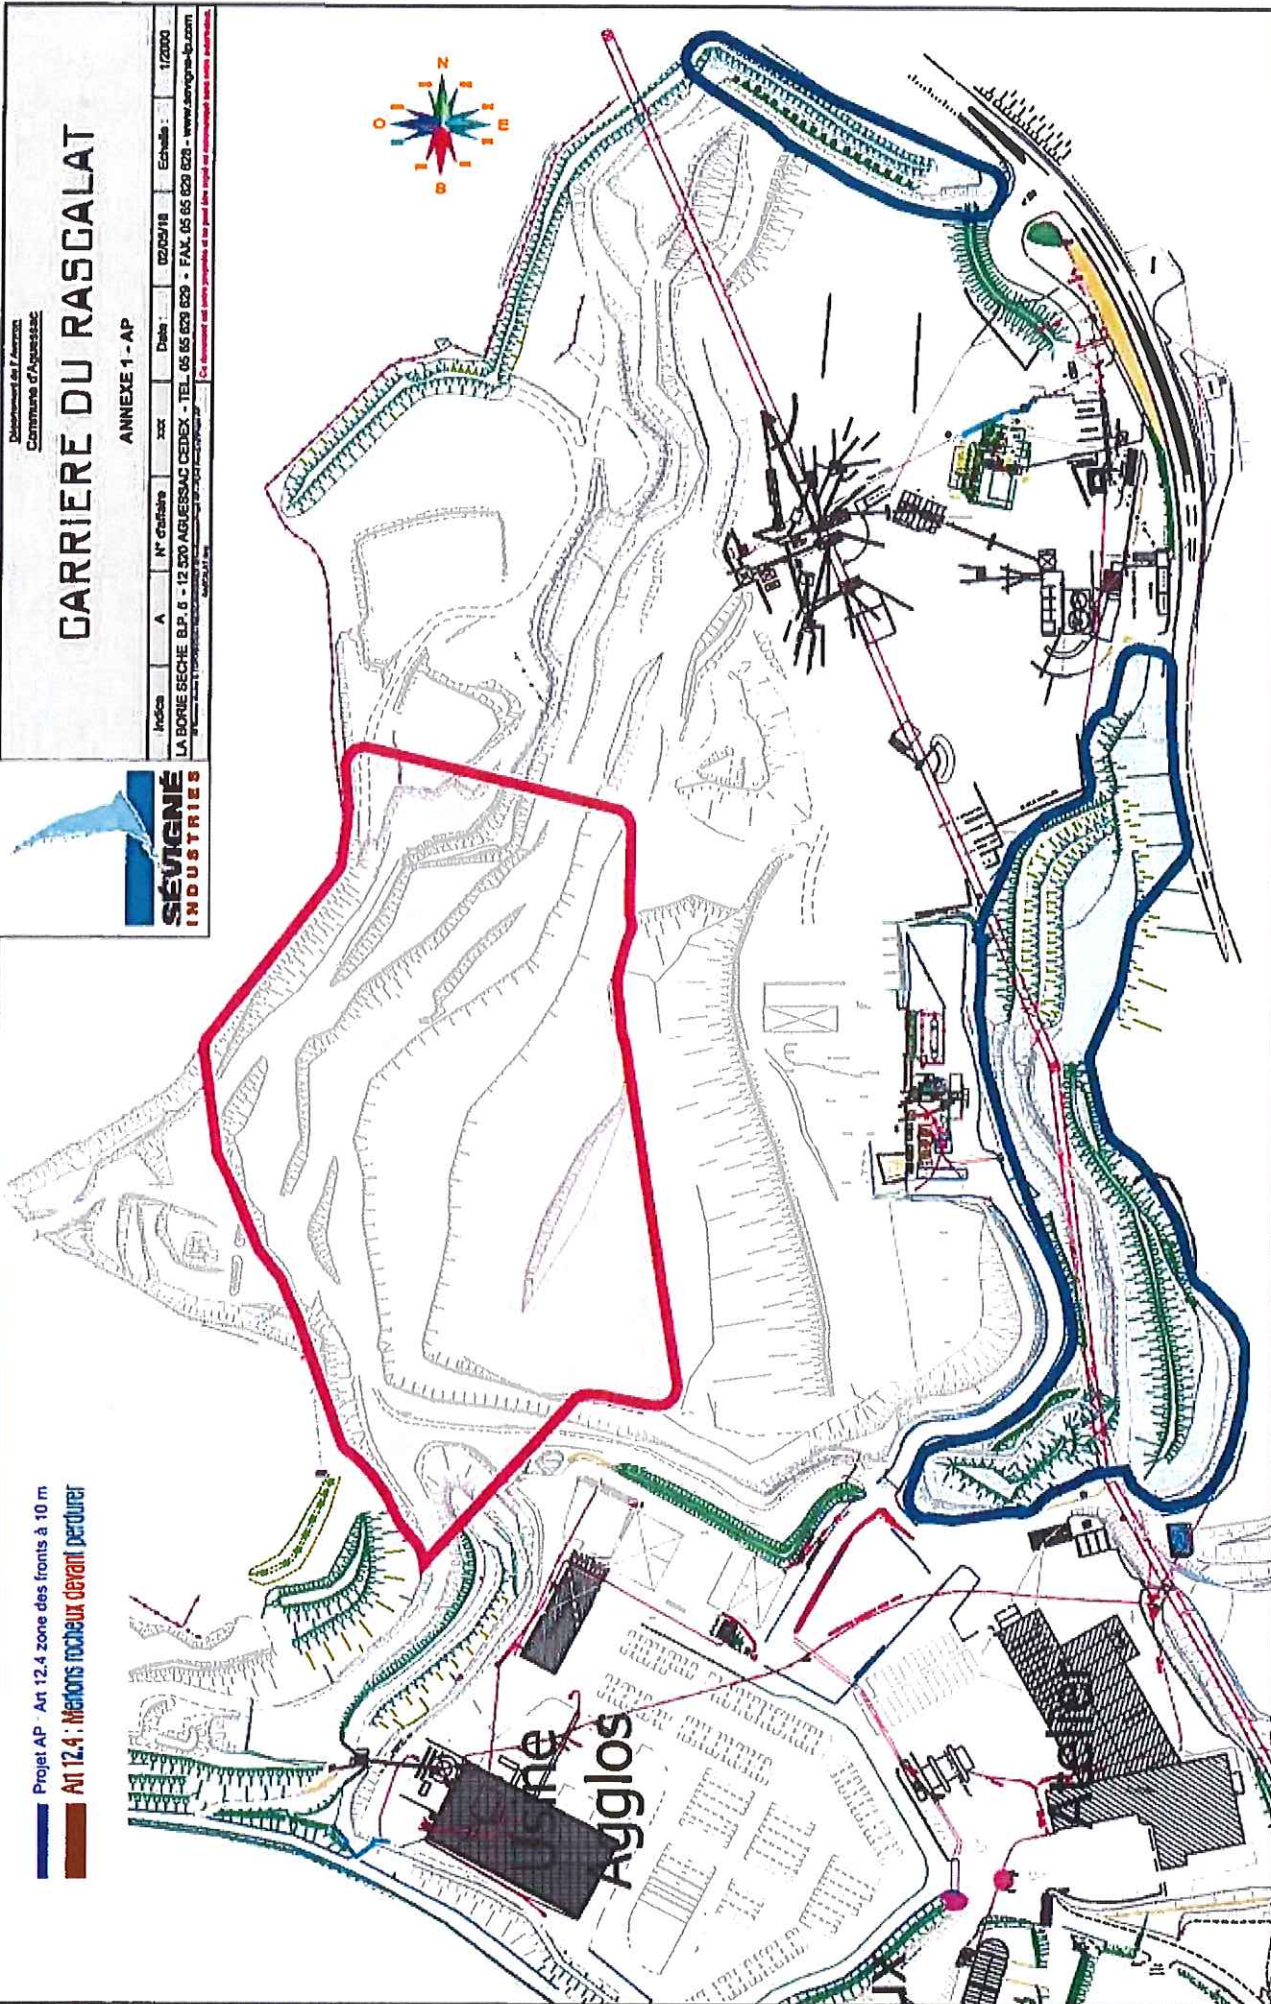 Département de l'Aveyron
Commune d'Aguessac
CARRIERE DU RASCALAT
ANNEXE 1 - AP
Indice A N° d'affaire xxx Date : 02/05/18 Echelle : 1/2000
LA BORIE SECHE B.P. 6 - 12 520 AGUESSAC CEDEX - TEL. 05 65 629 629 - FAX. 05 65 629 628 - www.sevigne-tp.com
SÉVIGNÉ
INDUSTRIES
Projet AP - Art 12.4 zone des fronts à 10 m
Art 12.4 : Merlons rocheux devant perdurer
N
O
E
B
Usine
Agglos
Atelier